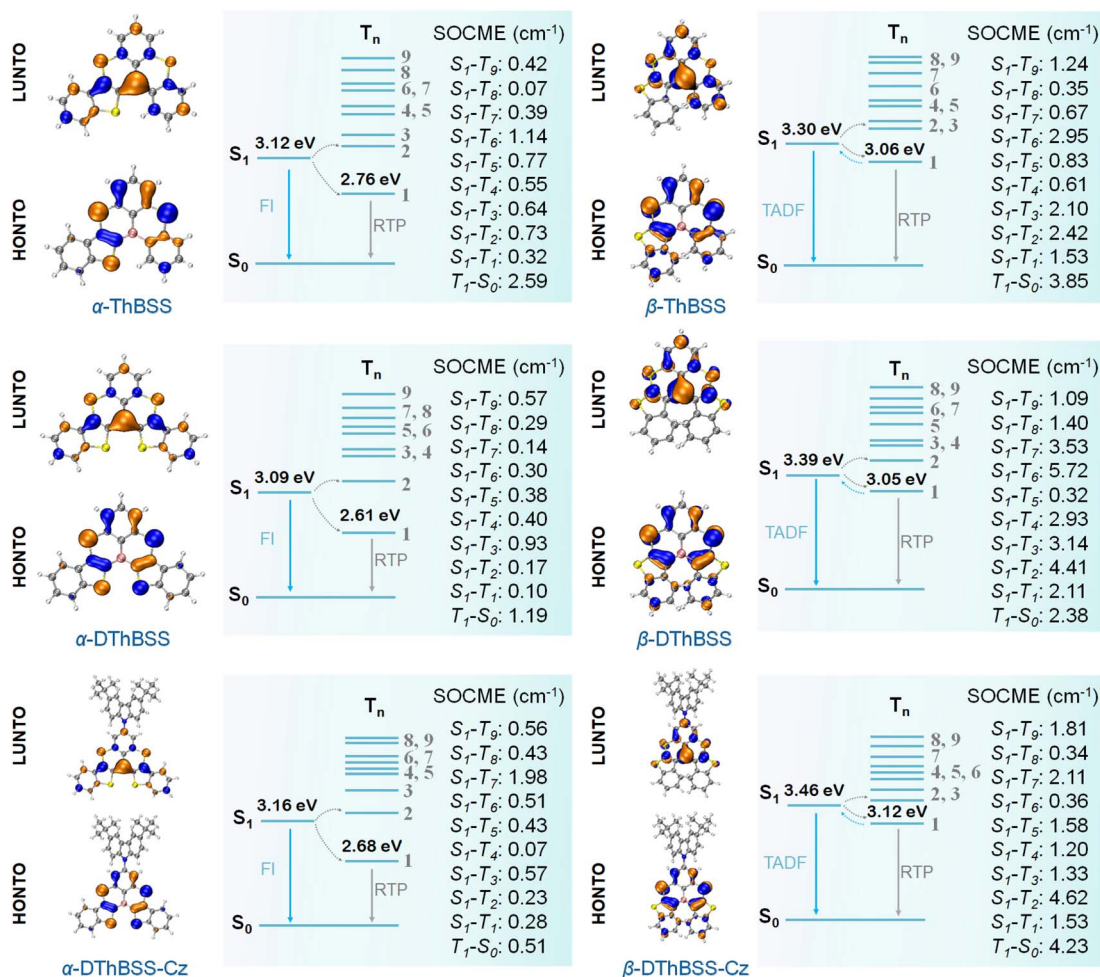 LUNTO
HONTO
α-ThBSS
Tn
SOCME (cm-1)
9
8
6, 7
4, 5
3
2
1
S1
3.12 eV
2.76 eV
FI
RTP
S0
S1-T9: 0.42
S1-T8: 0.07
S1-T7: 0.39
S1-T6: 1.14
S1-T5: 0.77
S1-T4: 0.55
S1-T3: 0.64
S1-T2: 0.73
S1-T1: 0.32
T1-S0: 2.59
LUNTO
HONTO
β-ThBSS
Tn
SOCME (cm-1)
8, 9
7
6
4, 5
2, 3
1
S1
3.30 eV
3.06 eV
TADF
RTP
S0
S1-T9: 1.24
S1-T8: 0.35
S1-T7: 0.67
S1-T6: 2.95
S1-T5: 0.83
S1-T4: 0.61
S1-T3: 2.10
S1-T2: 2.42
S1-T1: 1.53
T1-S0: 3.85
LUNTO
HONTO
α-DThBSS
Tn
SOCME (cm-1)
9
7, 8
5, 6
3, 4
2
1
S1
3.09 eV
2.61 eV
FI
RTP
S0
S1-T9: 0.57
S1-T8: 0.29
S1-T7: 0.14
S1-T6: 0.30
S1-T5: 0.38
S1-T4: 0.40
S1-T3: 0.93
S1-T2: 0.17
S1-T1: 0.10
T1-S0: 1.19
LUNTO
HONTO
β-DThBSS
Tn
SOCME (cm-1)
8, 9
6, 7
5
3, 4
2
1
S1
3.39 eV
3.05 eV
TADF
RTP
S0
S1-T9: 1.09
S1-T8: 1.40
S1-T7: 3.53
S1-T6: 5.72
S1-T5: 0.32
S1-T4: 2.93
S1-T3: 3.14
S1-T2: 4.41
S1-T1: 2.11
T1-S0: 2.38
LUNTO
HONTO
α-DThBSS-Cz
Tn
SOCME (cm-1)
8, 9
6, 7
4, 5
3
2
1
S1
3.16 eV
2.68 eV
FI
RTP
S0
S1-T9: 0.56
S1-T8: 0.43
S1-T7: 1.98
S1-T6: 0.51
S1-T5: 0.43
S1-T4: 0.07
S1-T3: 0.57
S1-T2: 0.23
S1-T1: 0.28
T1-S0: 0.51
LUNTO
HONTO
β-DThBSS-Cz
Tn
SOCME (cm-1)
8, 9
7
4, 5, 6
2, 3
1
S1
3.46 eV
3.12 eV
TADF
RTP
S0
S1-T9: 1.81
S1-T8: 0.34
S1-T7: 2.11
S1-T6: 0.36
S1-T5: 1.58
S1-T4: 1.20
S1-T3: 1.33
S1-T2: 4.62
S1-T1: 1.53
T1-S0: 4.23